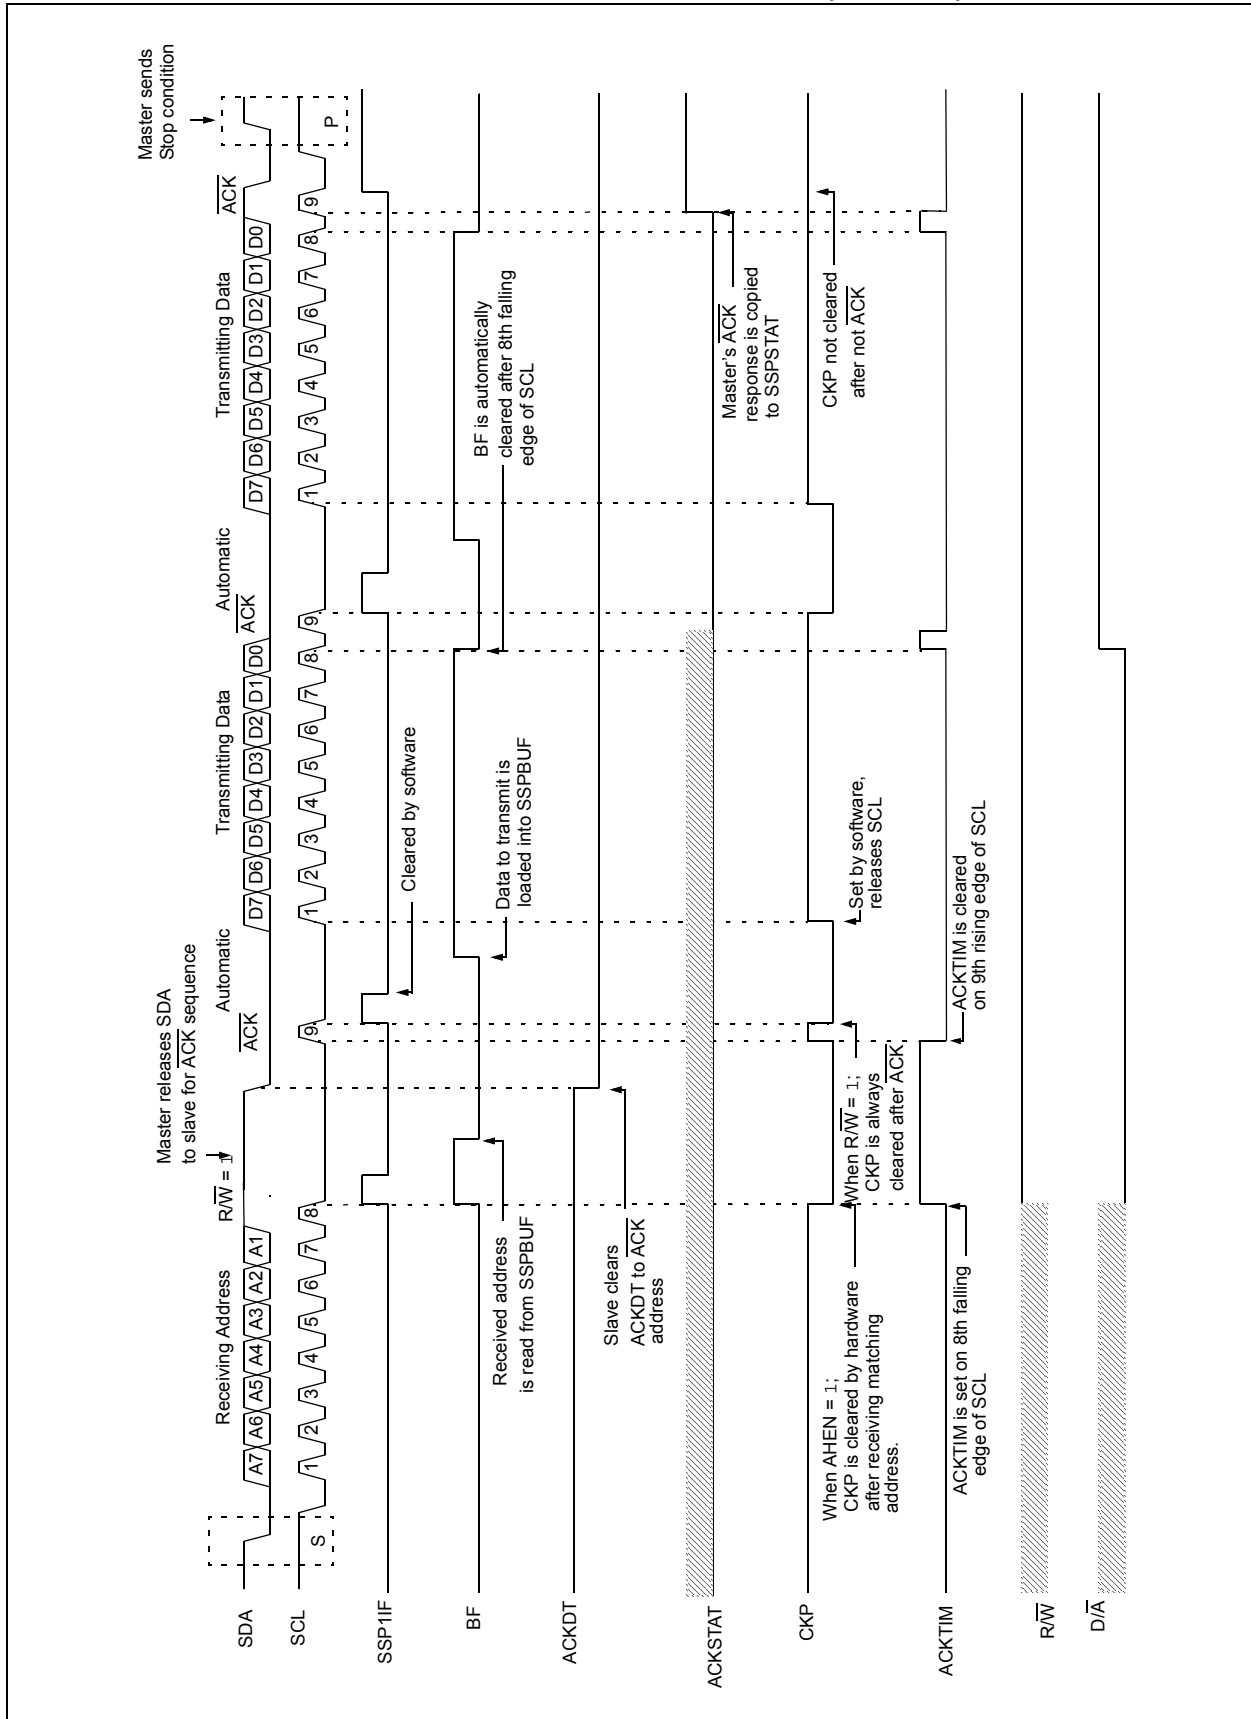 Master releases SDA
to slave for ACK sequence
Master sends
Stop condition
Receiving Address
R/W = 1
ACK
Automatic
Transmitting Data
ACK
Automatic
Transmitting Data
ACK
SDA
A7 A6 A5 A4 A3 A2 A1
D7 D6 D5 D4 D3 D2 D1 D0
D7 D6 D5 D4 D3 D2 D1 D0
SCL
S
1 2 3 4 5 6 7 8 9
1 2 3 4 5 6 7 8 9
1 2 3 4 5 6 7 8 9
P
SSP1IF
Cleared by software
BF
Received address
is read from SSPBUF
Data to transmit is
loaded into SSPBUF
BF is automatically
cleared after 8th falling
edge of SCL
ACKDT
Slave clears
ACKDT to ACK
address
ACKSTAT
Master's ACK
response is copied
to SSPSTAT
CKP
When AHEN = 1;
CKP is cleared by hardware
after receiving matching
address.
When R/W = 1;
CKP is always
cleared after ACK
Set by software,
releases SCL
CKP not cleared
after not ACK
ACKTIM
ACKTIM is set on 8th falling
edge of SCL
ACKTIM is cleared
on 9th rising edge of SCL
R/W
D/A